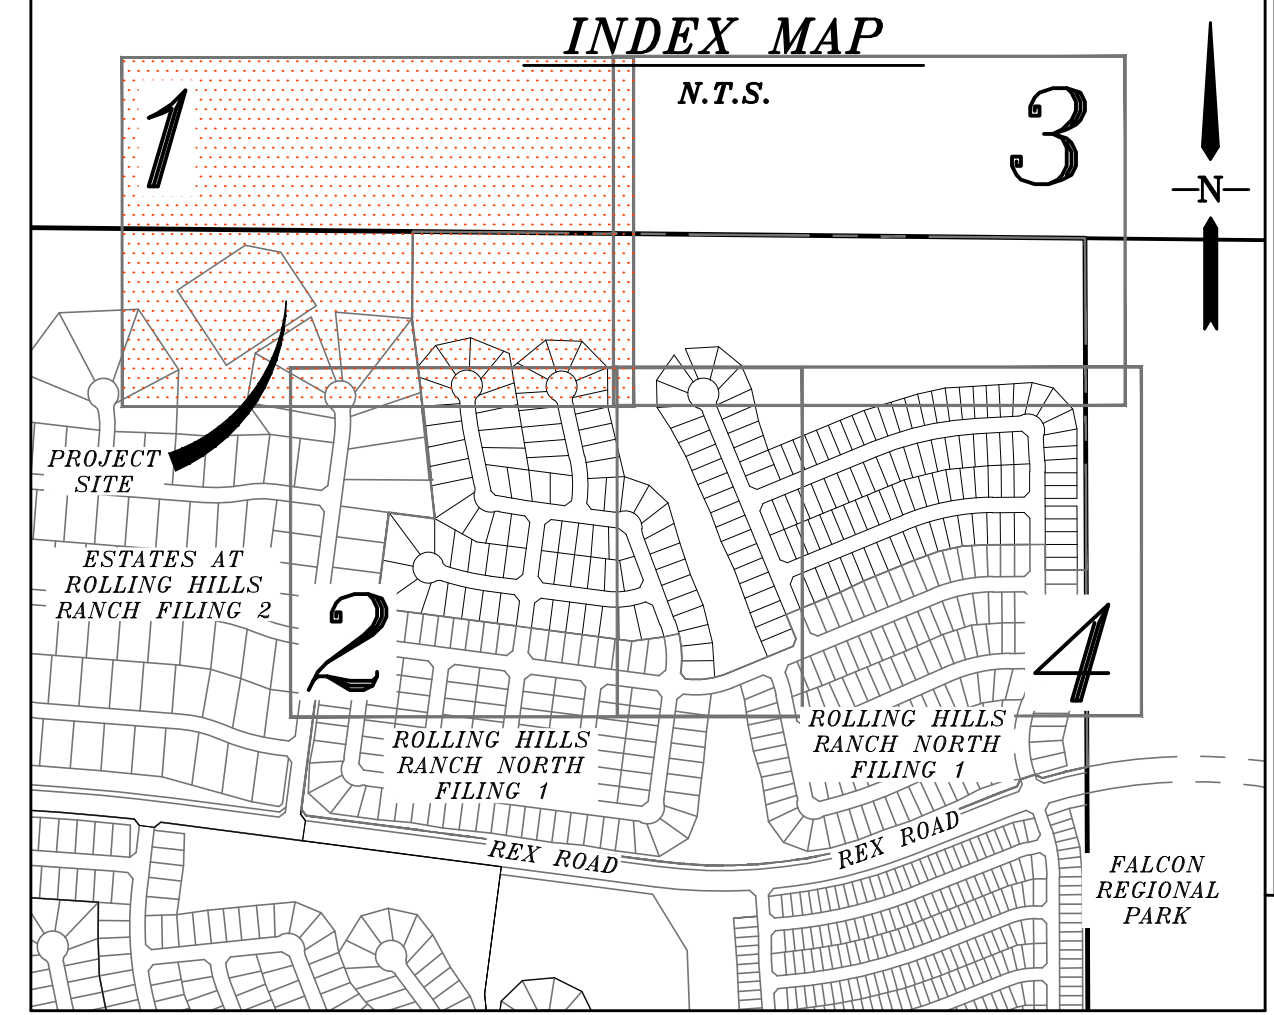 INDEX MAP
N.T.S.
1
3
N
PROJECT
SITE
ESTATES AT
ROLLING HILLS
RANCH FILING 2
2
4
ROLLING HILLS
RANCH NORTH
FILING 1
ROLLING HILLS
RANCH NORTH
FILING 1
REX ROAD
REX ROAD
FALCON
REGIONAL
PARK